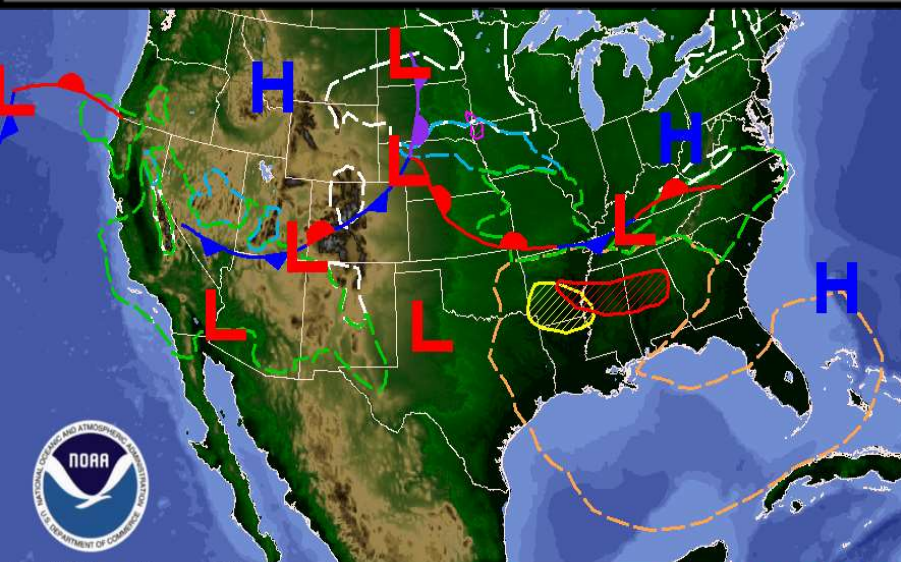 L
L
H
H
L
L
L
H
L
L
NATIONAL OCEANIC AND ATMOSPHERIC ADMINISTRATION
NOAA
U.S. DEPARTMENT OF COMMERCE